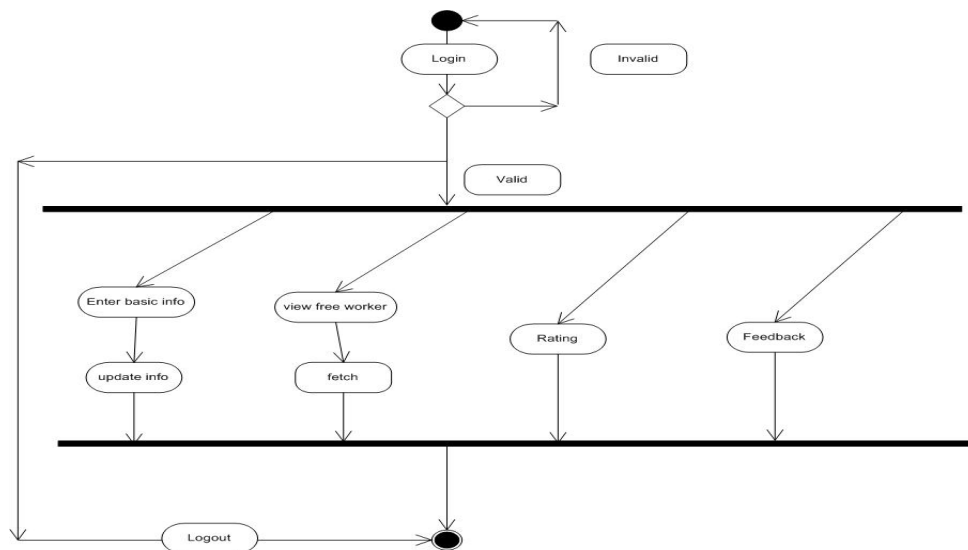 Login
Invalid
Valid
Enter basic info
view free worker
Rating
Feedback
update info
fetch
Logout